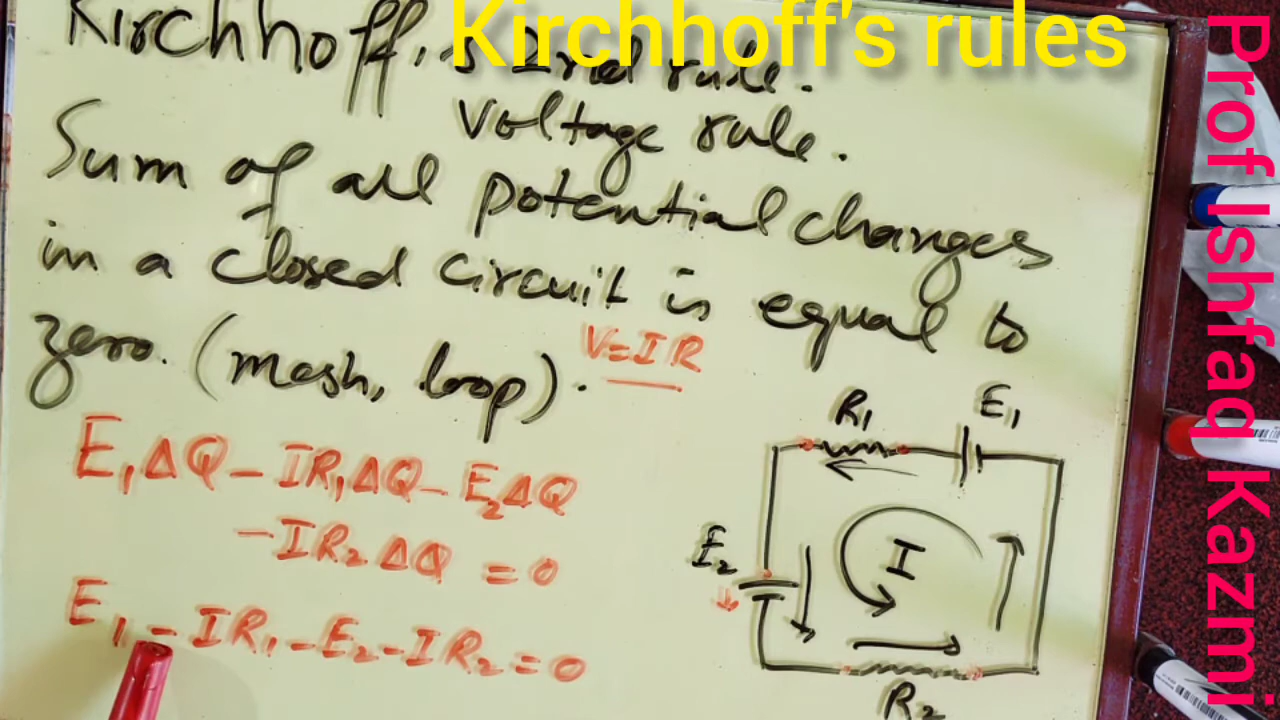 Kirchhoff's rules
Kirchhoff's 2nd rule.
Voltage rule.
Sum of all potential changes
in a closed circuit is equal to
zero. (mesh, loop).
V=IR
E₁ΔQ - IR₁ΔQ - E₂ΔQ
- IR₂ΔQ = 0
E₁ - IR₁ - E₂ - IR₂ = 0
R₁
E₁
E₂
I
R₂
Prof Ishfaq Kazmi